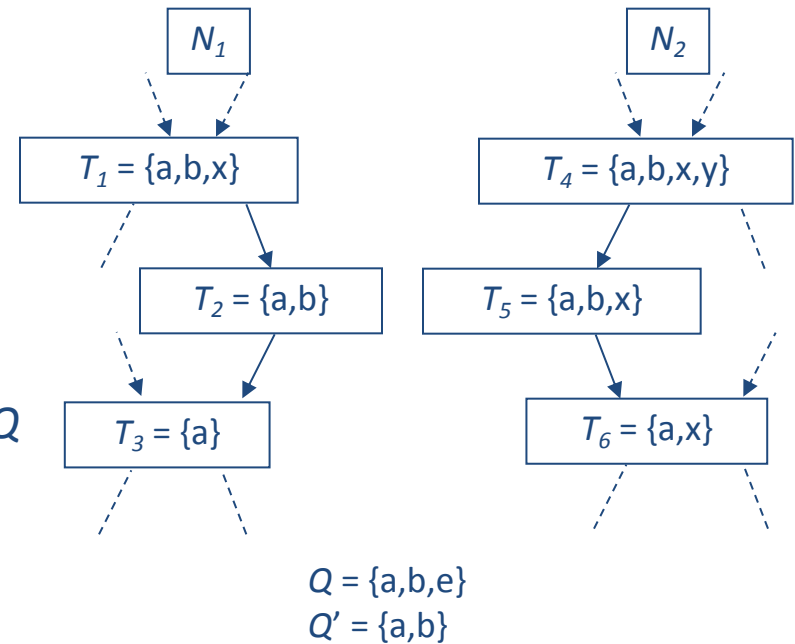 N₁ N₂
T₁ = {a,b,x} T₄ = {a,b,x,y}
T₂ = {a,b} T₅ = {a,b,x}
Q T₃ = {a} T₆ = {a,x}
Q = {a,b,e}
Q’ = {a,b}